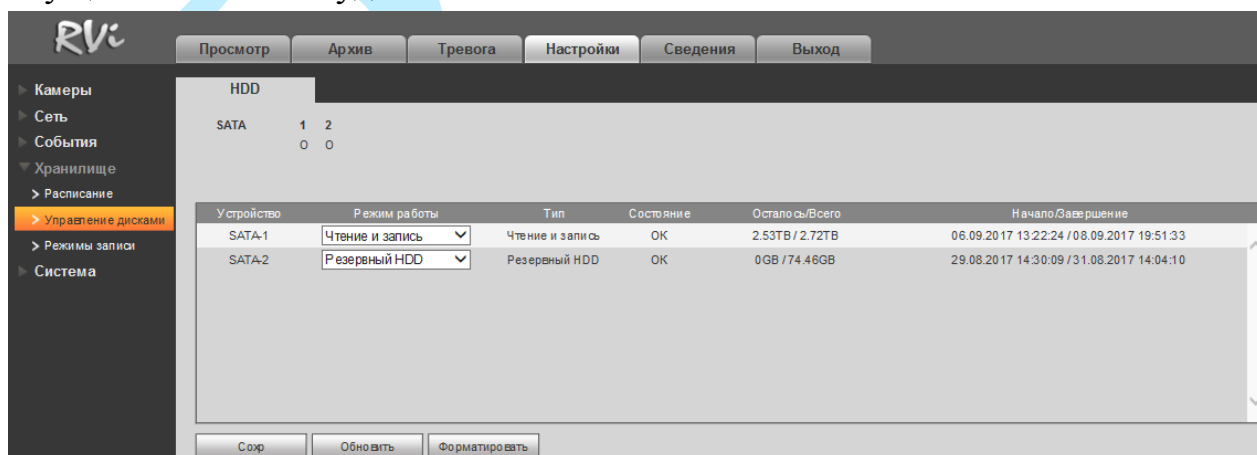 RVi
Просмотр Архив Тревога Настройки Сведения Выход
Камеры
Сеть
События
Хранилище
> Расписание
> Управление дисками
> Режимы записи
Система
HDD
SATA 1 2
O O
Устройство Режим работы Тип Состояние Осталось/Всего Начало/Завершение
SATA-1 Чтение и запись Чтение и запись OK 2.53TB / 2.72TB 06.09.2017 13:22:24 / 08.09.2017 19:51:33
SATA-2 Резервный HDD Резервный HDD OK 0GB / 74.46GB 29.08.2017 14:30:09 / 31.08.2017 14:04:10
Сохр Обновить Форматировать